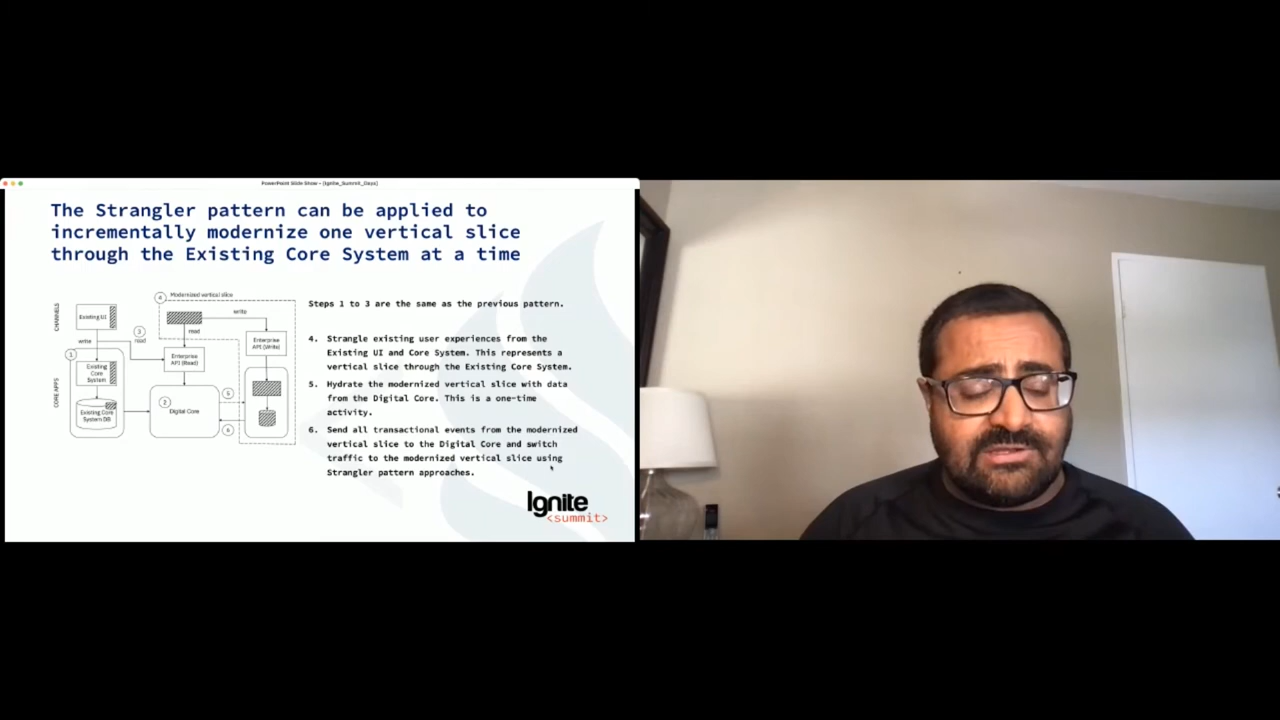 PowerPoint Slide Show - [Ignite_Summit_Days]
The Strangler pattern can be applied to
incrementally modernize one vertical slice
through the Existing Core System at a time
CHANNELS
CORE APPS
Existing UI
write
3
read
1
Existing
Core
System
Existing Core
System DB
4
Modernized vertical slice
write
read
Enterprise
API (Read)
Enterprise
API (Write)
2
Digital Core
5
6
Steps 1 to 3 are the same as the previous pattern.
4. Strangle existing user experiences from the
Existing UI and Core System. This represents a
vertical slice through the Existing Core System.
5. Hydrate the modernized vertical slice with data
from the Digital Core. This is a one-time
activity.
6. Send all transactional events from the modernized
vertical slice to the Digital Core and switch
traffic to the modernized vertical slice using
Strangler pattern approaches.
Ignite
<summit>